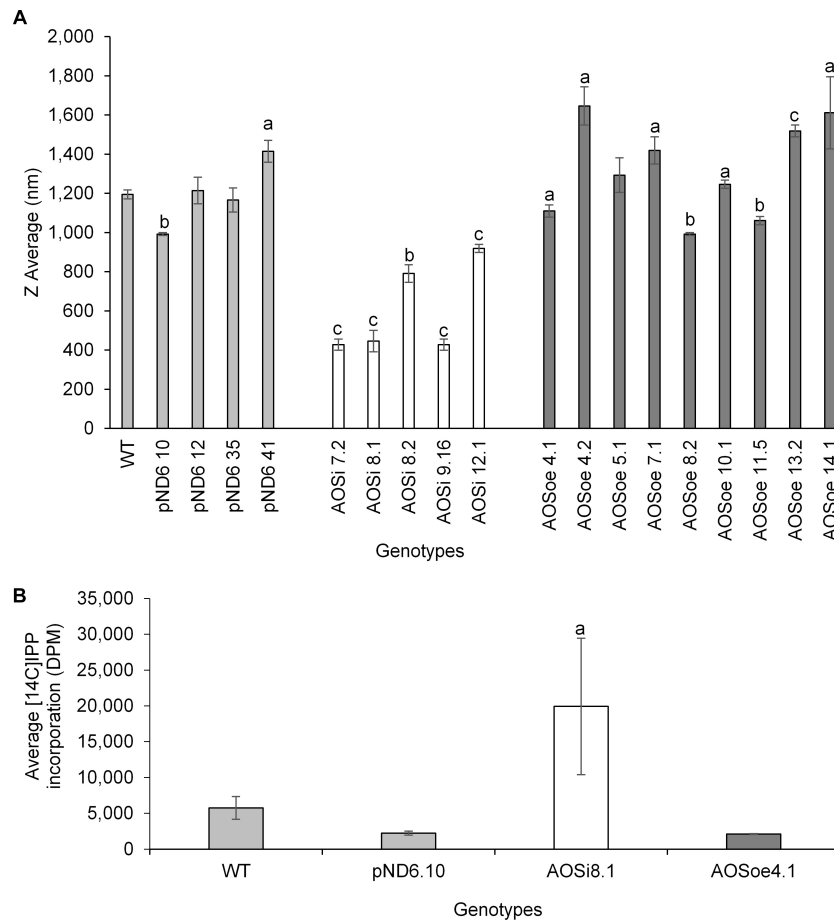 A
2,000
1,800
1,600
1,400
1,200
1,000
800
600
400
200
0
Z Average (nm)
b
a
c
c
b
c
c
a
a
a
b
a
b
c
a
WT
pND6 10
pND6 12
pND6 35
pND6 41
AOSi 7.2
AOSi 8.1
AOSi 8.2
AOSi 9.16
AOSi 12.1
AOSoe 4.1
AOSoe 4.2
AOSoe 5.1
AOSoe 7.1
AOSoe 8.2
AOSoe 10.1
AOSoe 11.5
AOSoe 13.2
AOSoe 14.1
Genotypes
B
35,000
30,000
25,000
20,000
15,000
10,000
5,000
0
Average [14C]IPP
incorporation (DPM)
a
WT
pND6.10
AOSi8.1
AOSoe4.1
Genotypes